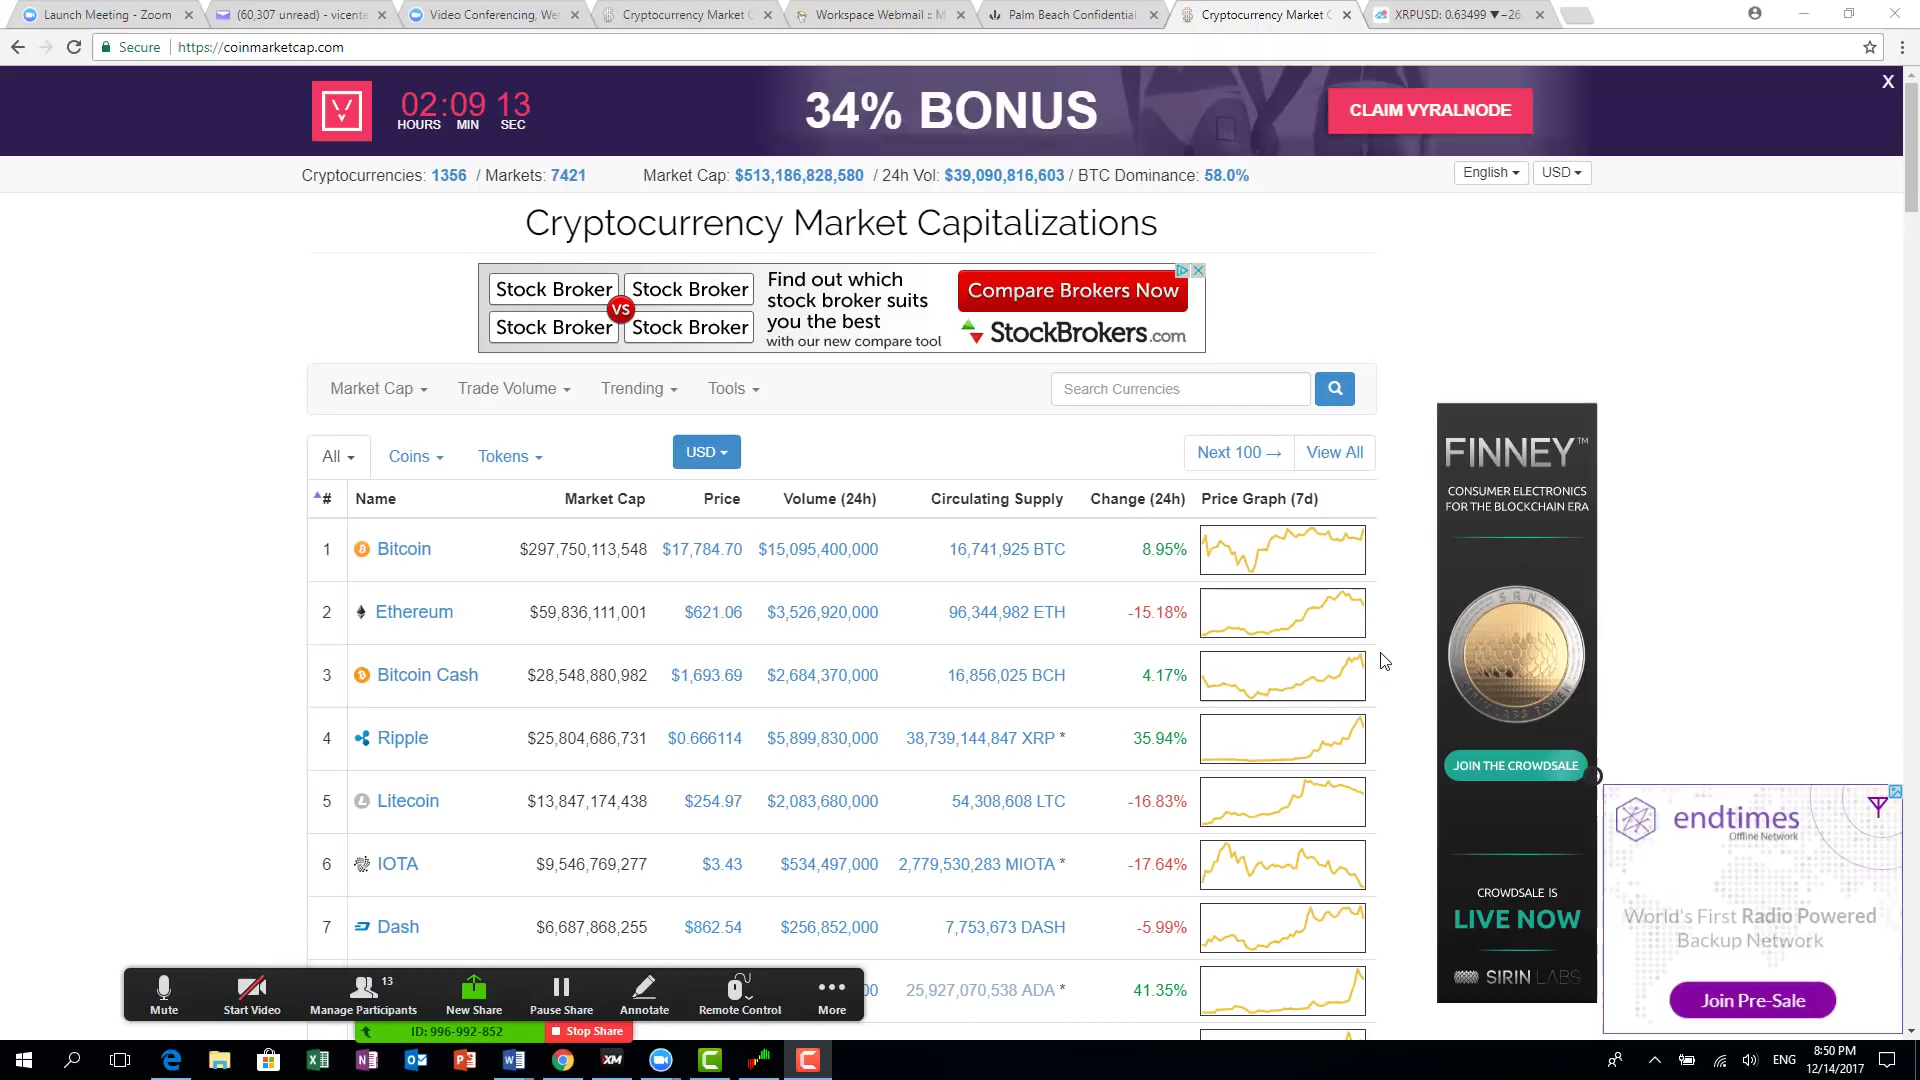 Launch Meeting - Zoom
(60,307 unread) - vicente
Video Conferencing, We
Cryptocurrency Market C
Workspace Webmail :: M
Palm Beach Confidential
Cryptocurrency Market C
XRPUSD: 0.63499 ▼−26.
Secure
https://coinmarketcap.com
02:09 13
HOURS MIN SEC
34% BONUS
CLAIM VYRALNODE
X
Cryptocurrencies: 1356 / Markets: 7421
Market Cap: $513,186,828,580 / 24h Vol: $39,090,816,603 / BTC Dominance: 58.0%
English
USD
Cryptocurrency Market Capitalizations
Stock Broker Stock Broker
VS
Stock Broker Stock Broker
Find out which
stock broker suits
you the best
with our new compare tool
Compare Brokers Now
StockBrokers.com
Market Cap Trade Volume Trending Tools
Search Currencies
All Coins Tokens
USD
Next 100 → View All
# Name Market Cap Price Volume (24h) Circulating Supply Change (24h) Price Graph (7d)
1 Bitcoin $297,750,113,548 $17,784.70 $15,095,400,000 16,741,925 BTC 8.95%
2 Ethereum $59,836,111,001 $621.06 $3,526,920,000 96,344,982 ETH -15.18%
3 Bitcoin Cash $28,548,880,982 $1,693.69 $2,684,370,000 16,856,025 BCH 4.17%
4 Ripple $25,804,686,731 $0.666114 $5,899,830,000 38,739,144,847 XRP * 35.94%
5 Litecoin $13,847,174,438 $254.97 $2,083,680,000 54,308,608 LTC -16.83%
6 IOTA $9,546,769,277 $3.43 $534,497,000 2,779,530,283 MIOTA * -17.64%
7 Dash $6,687,868,255 $862.54 $256,852,000 7,753,673 DASH -5.99%
00 25,927,070,538 ADA * 41.35%
FINNEY™
CONSUMER ELECTRONICS
FOR THE BLOCKCHAIN ERA
SRN
SIRIN LABS TOKEN
JOIN THE CROWDSALE
CROWDSALE IS
LIVE NOW
SIRIN LABS
endtimes
Offline Network
World's First Radio Powered
Backup Network
Join Pre-Sale
13
Mute Start Video Manage Participants New Share Pause Share Annotate Remote Control More
ID: 996-992-852 Stop Share
XM
ENG
8:50 PM
12/14/2017